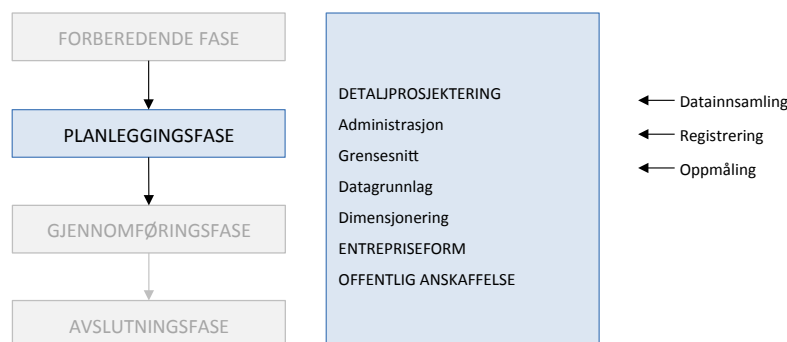 FORBEREDENDE FASE
PLANLEGGINGSFASE
GJENNOMFØRINGSFASE
AVSLUTNINGSFASE
DETALJPROSJEKTERING
Administrasjon
Grensesnitt
Datagrunnlag
Dimensjonering
ENTREPRISEFORM
OFFENTLIG ANSKAFFELSE
Datainnsamling
Registrering
Oppmåling